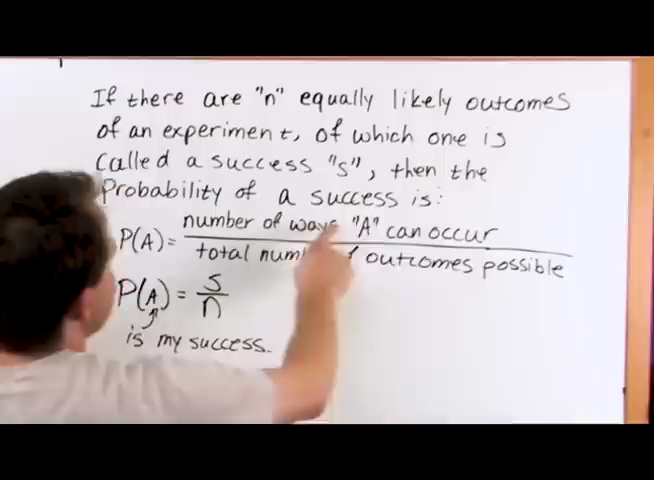 If there are "n" equally likely outcomes
of an experiment, of which one is
called a success "s", then the
Probability of a success is:
P(A) = number of ways "A" can occur
total of outcomes possible
P(A) = s/n
is my success.